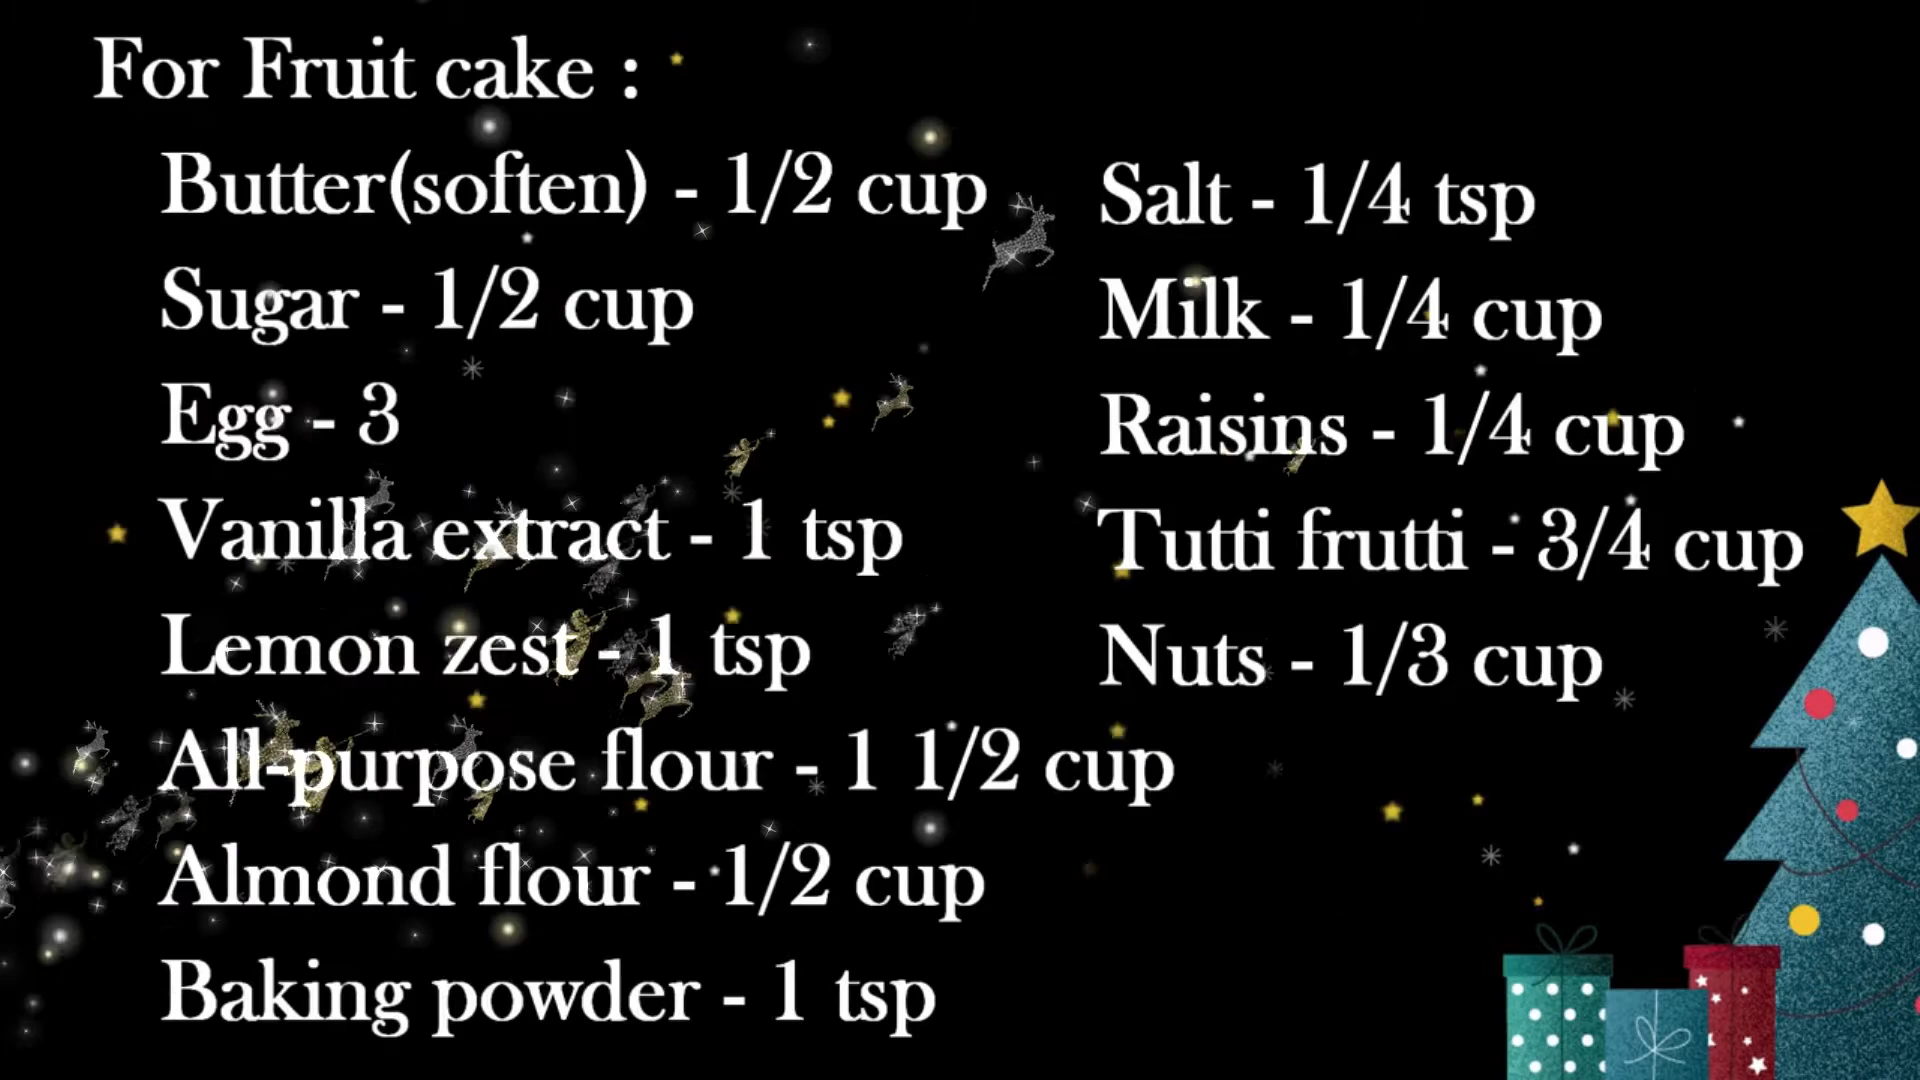 For Fruit cake :
Butter(soften) - 1/2 cup
Sugar - 1/2 cup
Egg - 3
Vanilla extract - 1 tsp
Lemon zest - 1 tsp
All-purpose flour - 1 1/2 cup
Almond flour - 1/2 cup
Baking powder - 1 tsp
Salt - 1/4 tsp
Milk - 1/4 cup
Raisins - 1/4 cup
Tutti frutti - 3/4 cup
Nuts - 1/3 cup